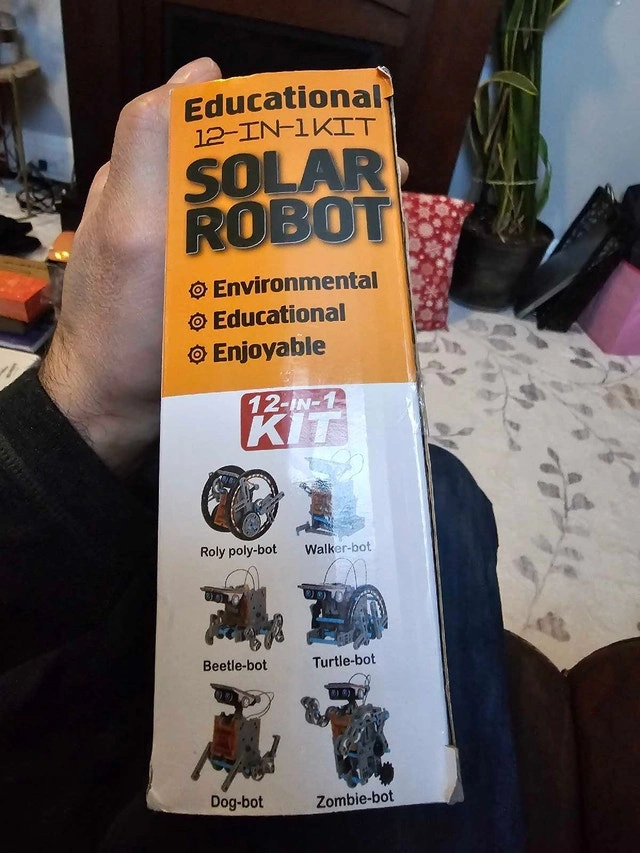 Educational
12-IN-1 KIT
SOLAR
ROBOT
Environmental
Educational
Enjoyable
12-IN-1
KIT
Roly poly-bot Walker-bot
Beetle-bot Turtle-bot
Dog-bot Zombie-bot